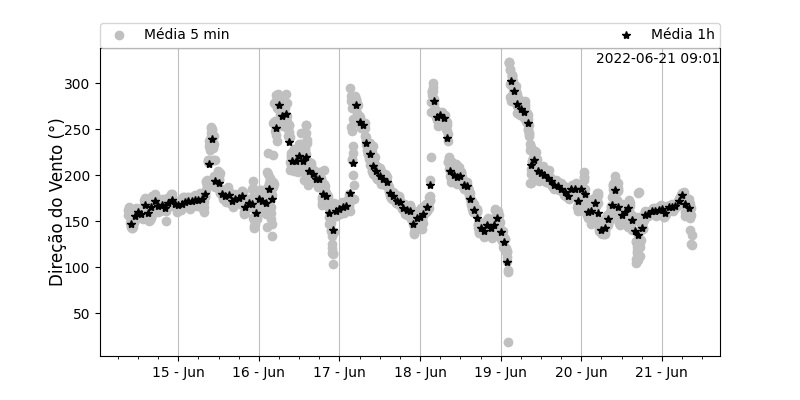 Média 5 min Média 1h
2022-06-21 09:01
300
250
200
150
100
50
Direção do Vento (°)
15 - Jun 16 - Jun 17 - Jun 18 - Jun 19 - Jun 20 - Jun 21 - Jun